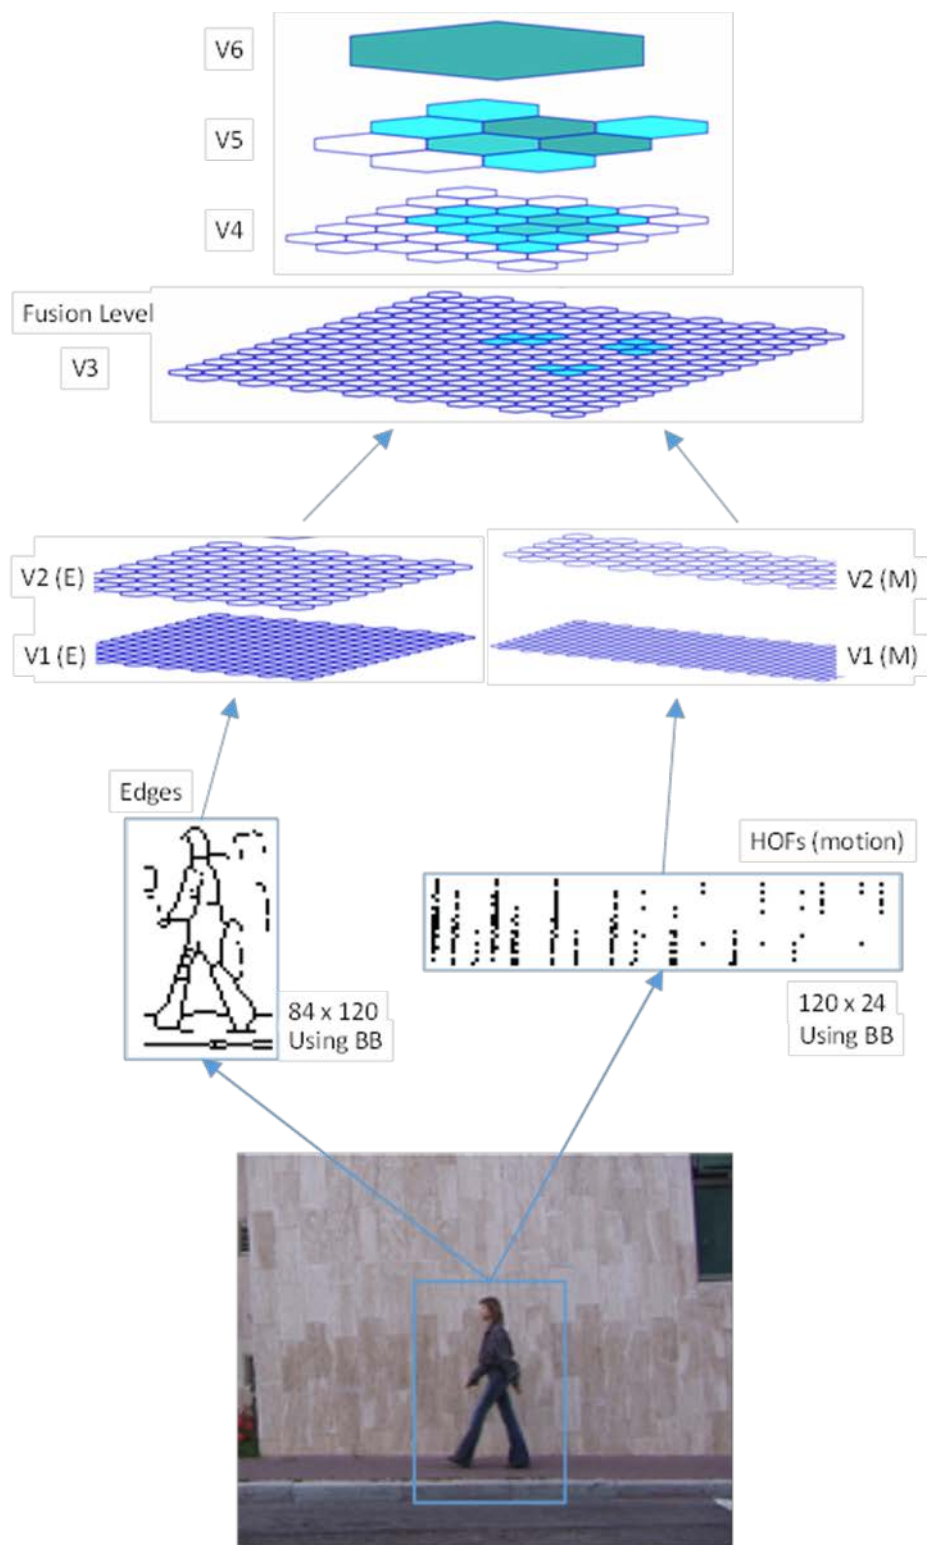 V6
V5
V4
Fusion Level
V3
V2 (E)
V2 (M)
V1 (E)
V1 (M)
Edges
HOFs (motion)
84 x 120
Using BB
120 x 24
Using BB